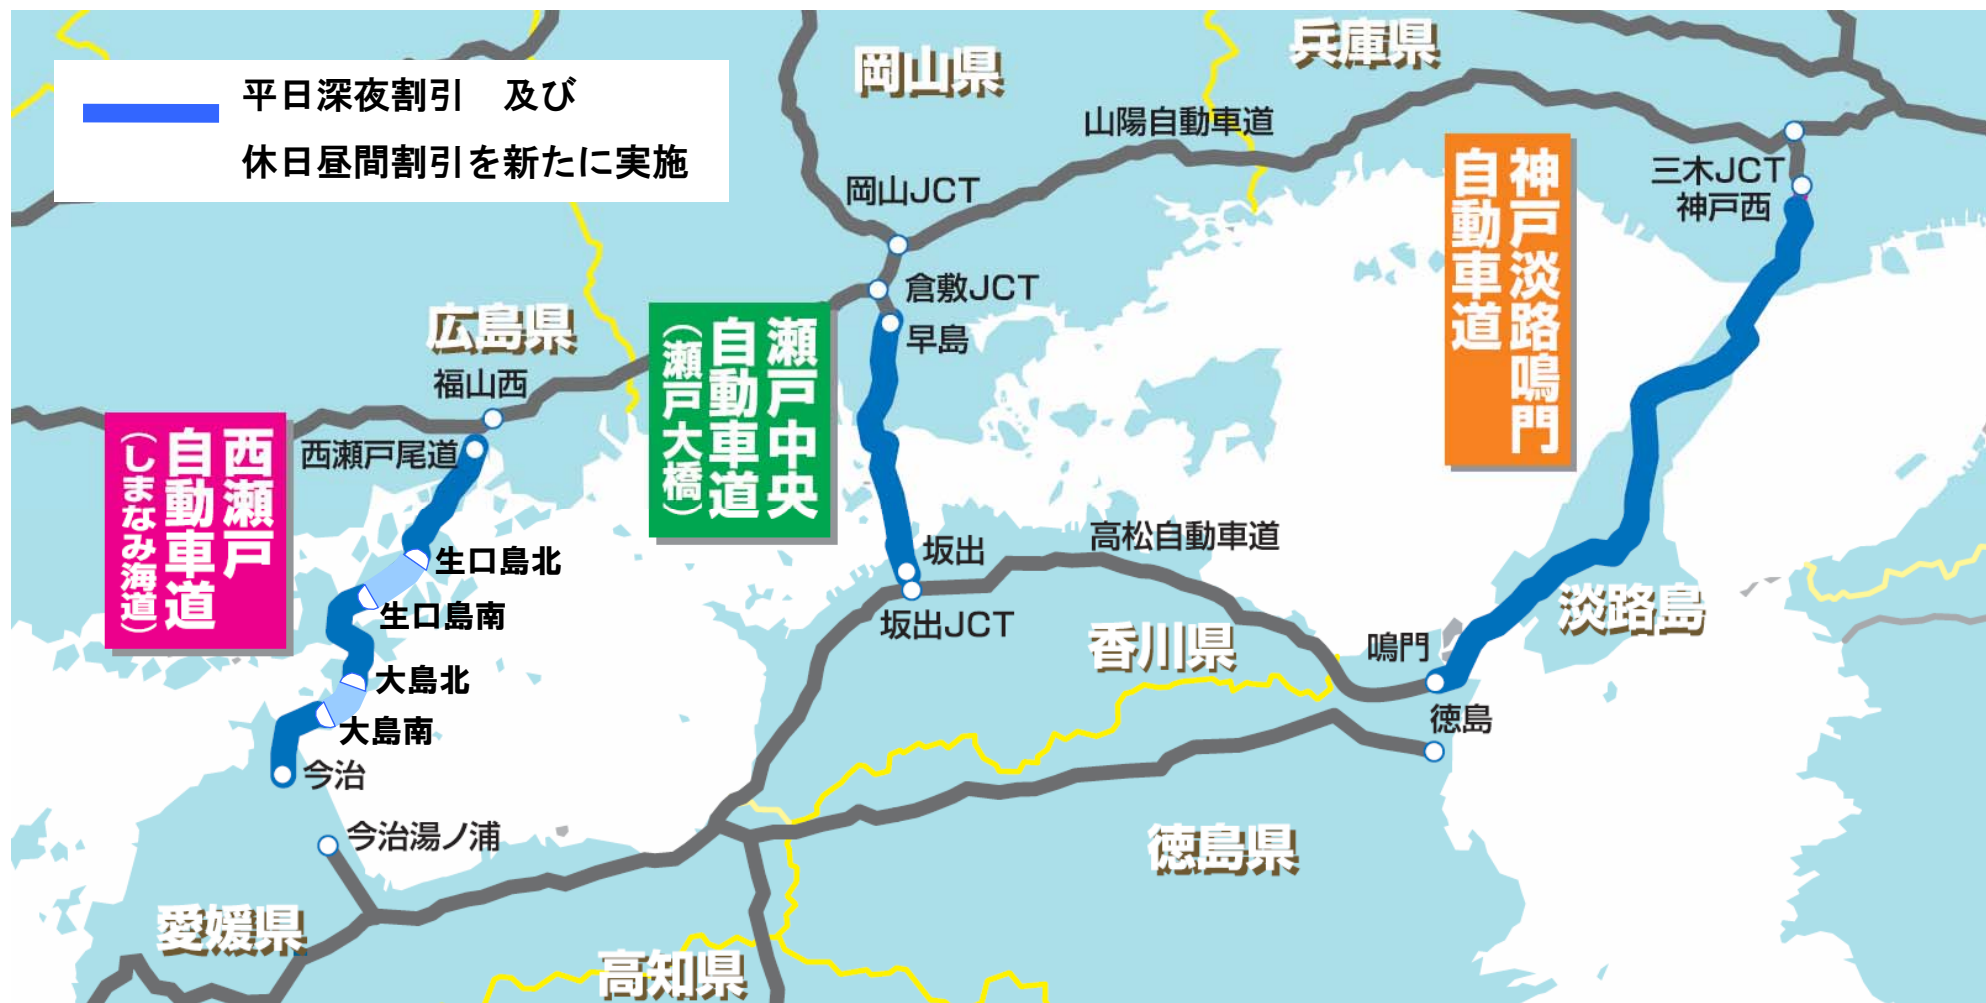 平日深夜割引　及び
休日昼間割引を新たに実施
岡山県
兵庫県
山陽自動車道
岡山JCT
三木JCT
神戸西
神戸淡路鳴門
自動車道
倉敷JCT
早島
広島県
福山西
瀬戸中央
自動車道
(瀬戸大橋)
西瀬戸
自動車道
(しまなみ海道)
西瀬戸尾道
生口島北
生口島南
大島北
大島南
今治
今治湯ノ浦
坂出
坂出JCT
高松自動車道
香川県
鳴門
徳島
淡路島
徳島県
愛媛県
高知県